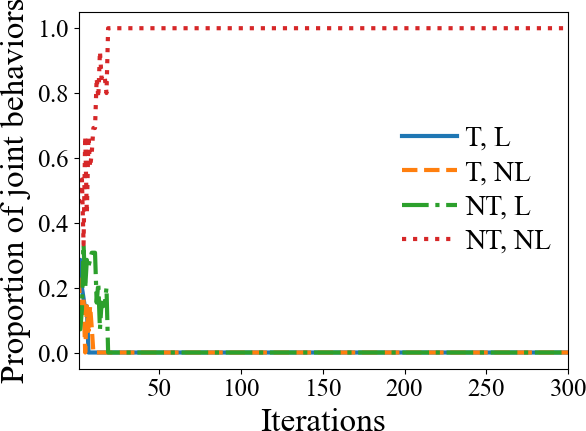 Proportion of joint behaviors
1.0
0.8
0.6
0.4
0.2
0.0
T, L
T, NL
NT, L
NT, NL
50 100 150 200 250 300
Iterations